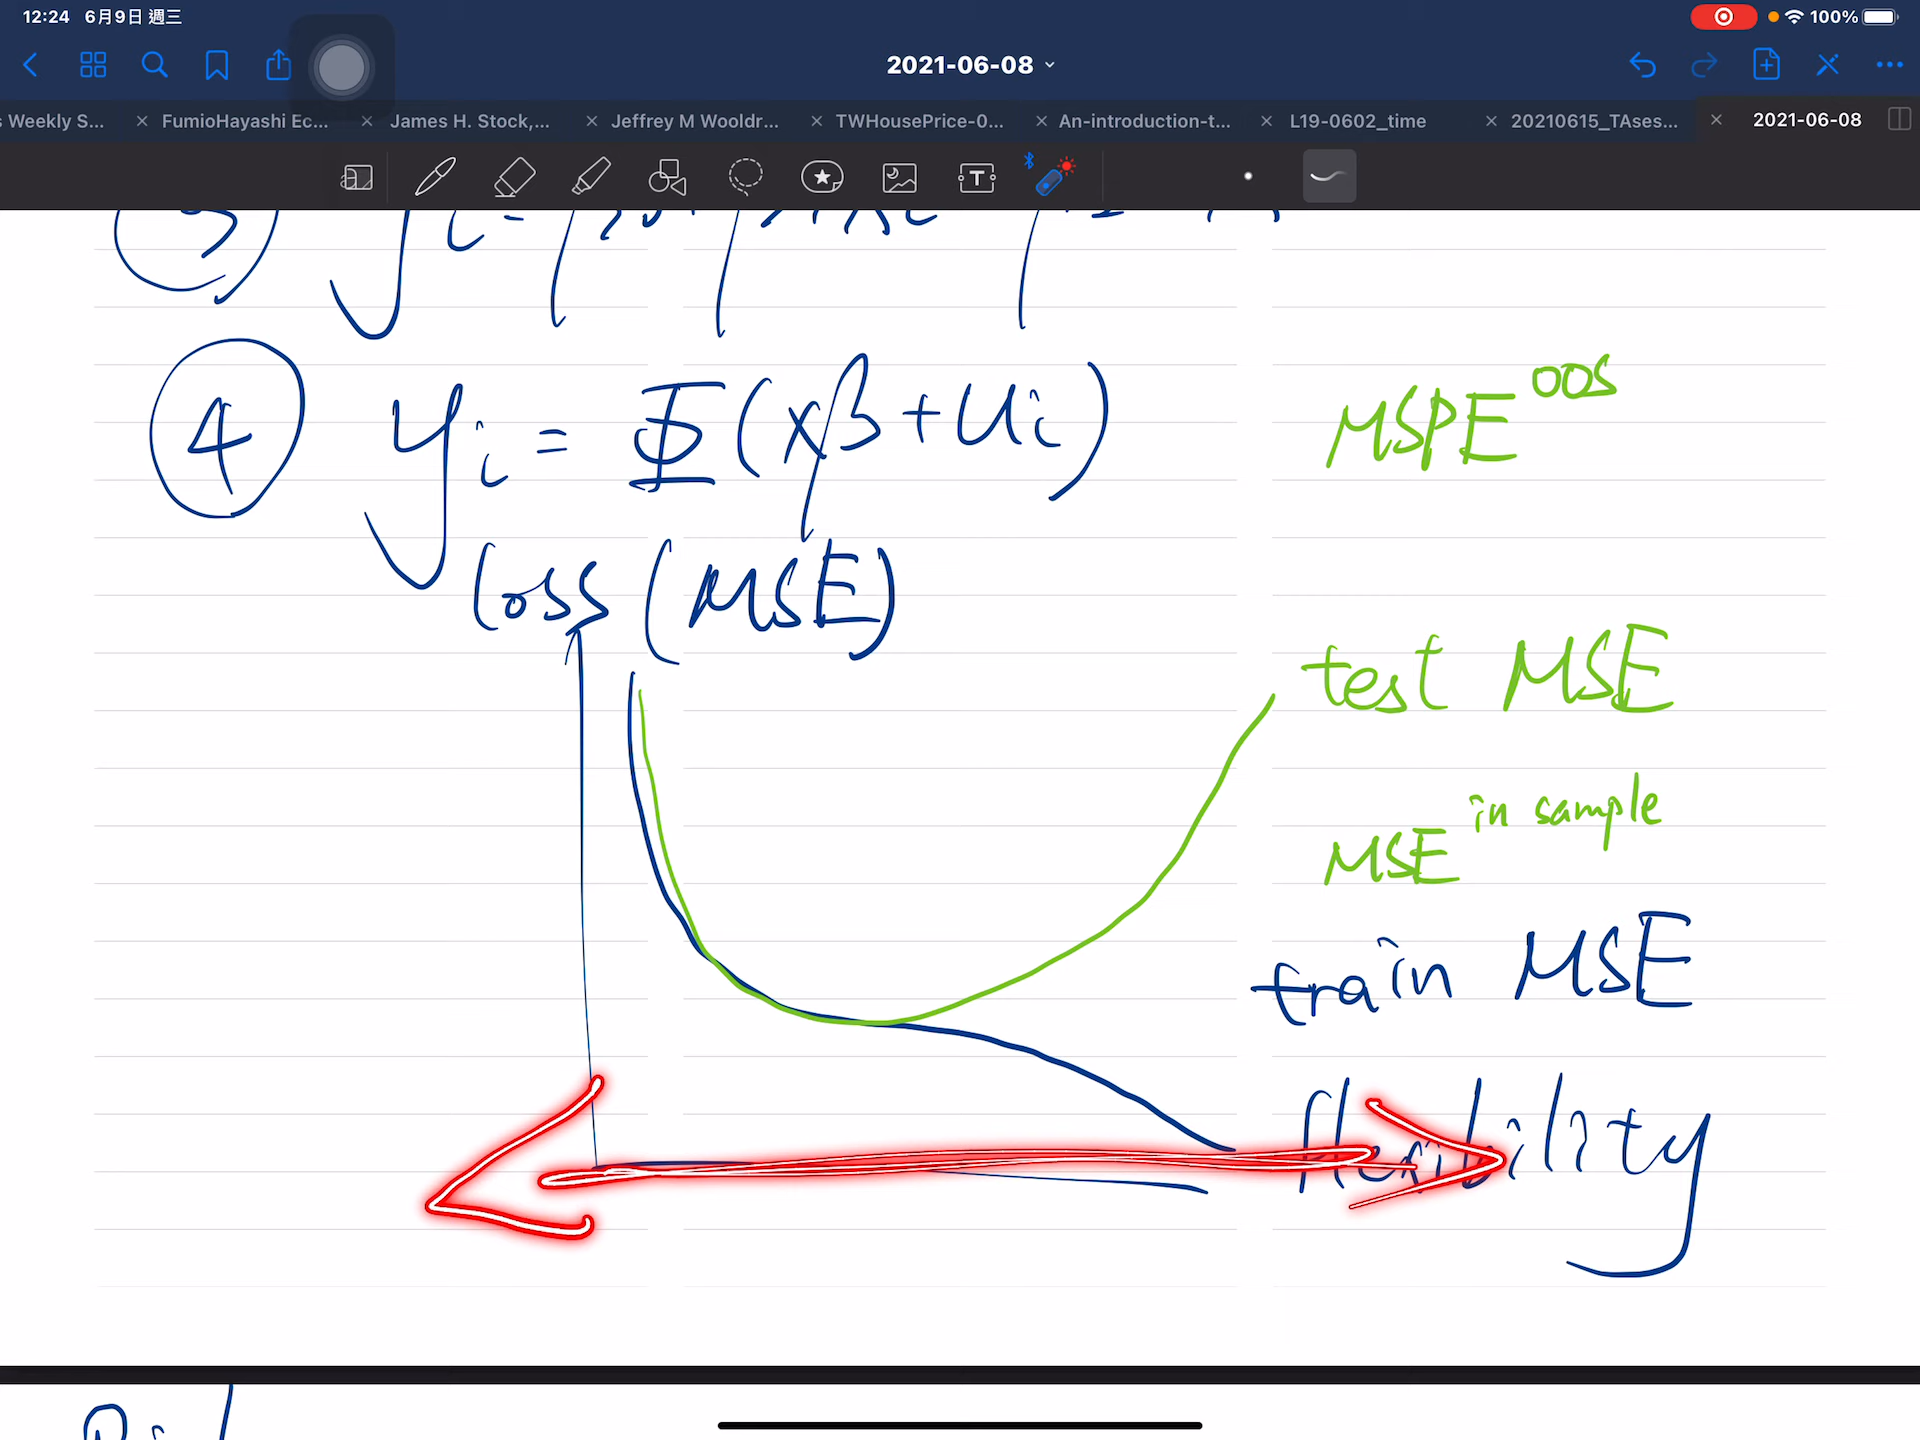 12:24 6月9日 週三
100%
2021-06-08
s Weekly S... FumioHayashi Ec... James H. Stock,... Jeffrey M Wooldr... TWHousePrice-0... An-introduction-t... L19-0602_time 20210615_TAses... 2021-06-08
④ yi = Φ(xβ+ui)
MSPE^oos
loss (MSE)
test MSE
MSE^in sample
train MSE
flexibility